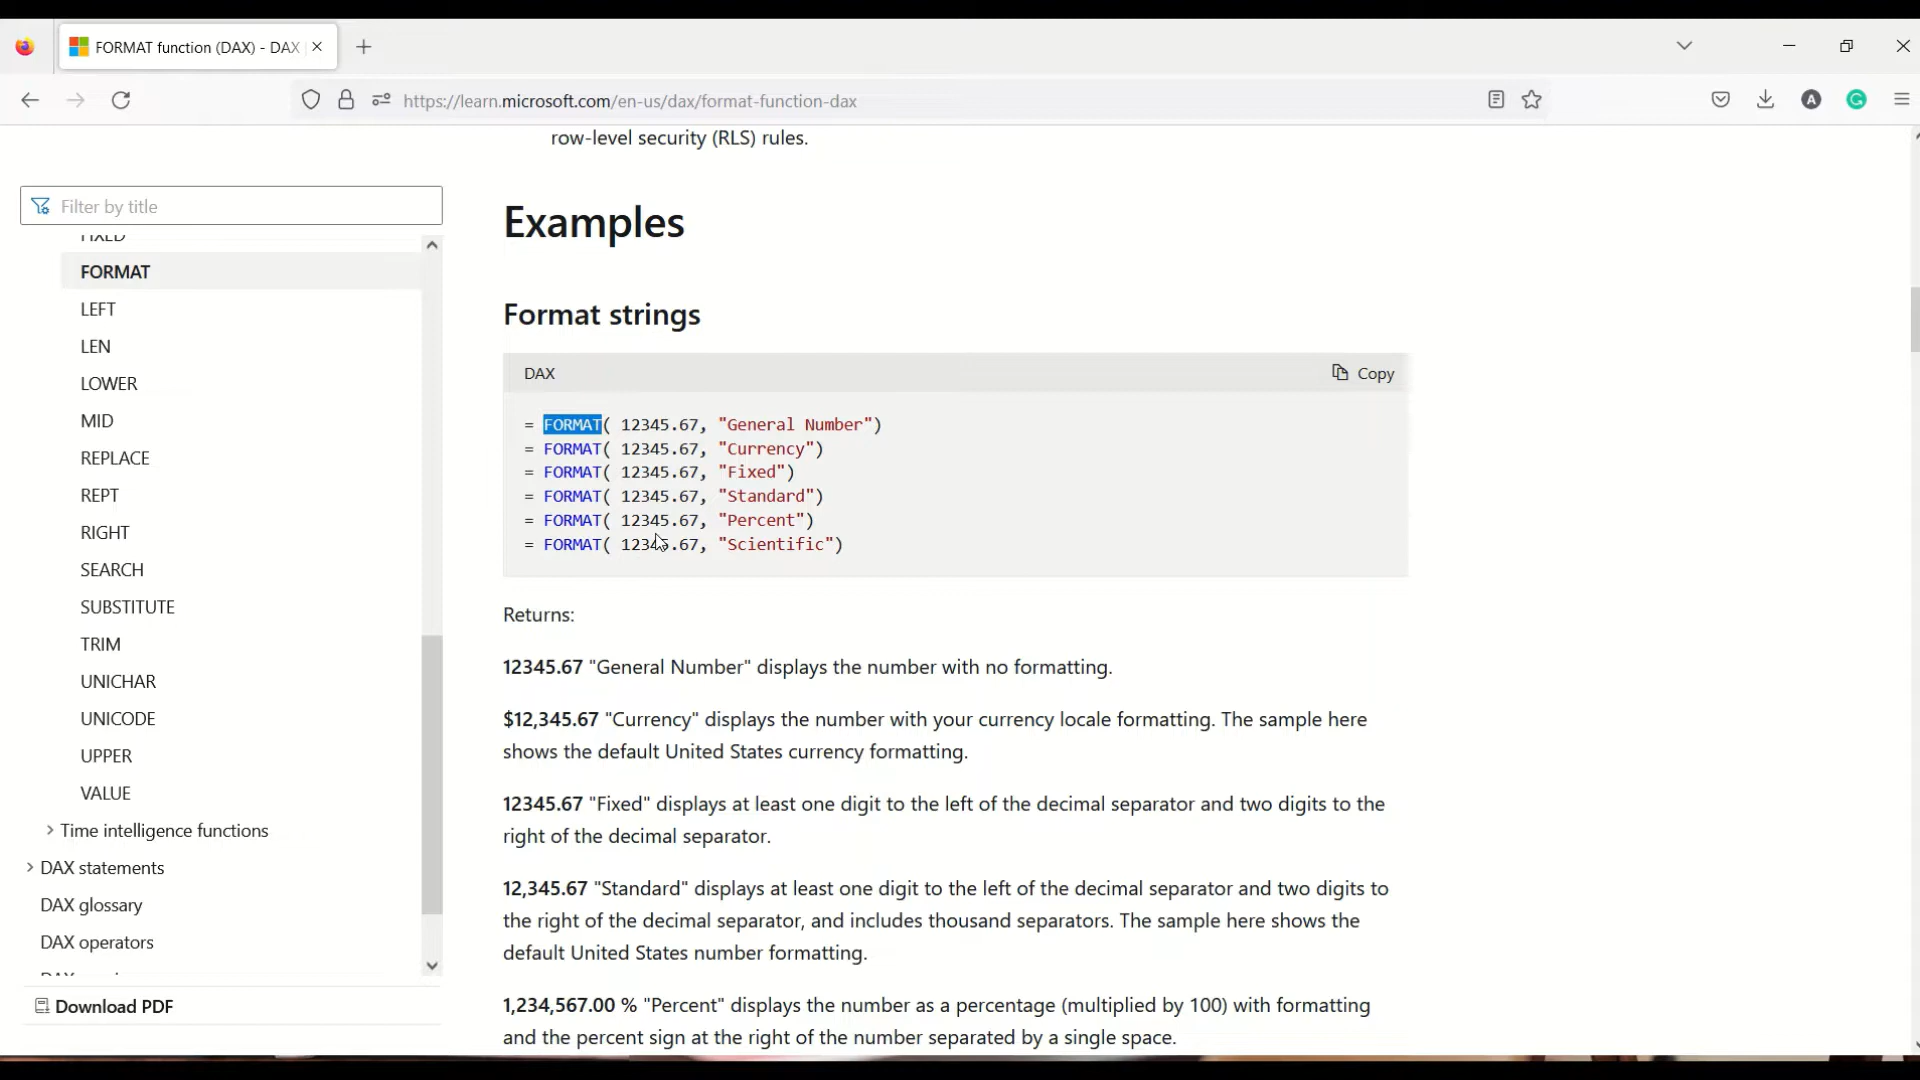 FORMAT function (DAX) - DAX
https://learn.microsoft.com/en-us/dax/format-function-dax
A
G
row-level security (RLS) rules.
Filter by title
FIXED
FORMAT
LEFT
LEN
LOWER
MID
REPLACE
REPT
RIGHT
SEARCH
SUBSTITUTE
TRIM
UNICHAR
UNICODE
UPPER
VALUE
Time intelligence functions
DAX statements
DAX glossary
DAX operators
Download PDF
Examples
Format strings
DAX
Copy
= FORMAT( 12345.67, "General Number")
= FORMAT( 12345.67, "Currency")
= FORMAT( 12345.67, "Fixed")
= FORMAT( 12345.67, "Standard")
= FORMAT( 12345.67, "Percent")
= FORMAT( 12345.67, "Scientific")
Returns:
12345.67 "General Number" displays the number with no formatting.
$12,345.67 "Currency" displays the number with your currency locale formatting. The sample here
shows the default United States currency formatting.
12345.67 "Fixed" displays at least one digit to the left of the decimal separator and two digits to the
right of the decimal separator.
12,345.67 "Standard" displays at least one digit to the left of the decimal separator and two digits to
the right of the decimal separator, and includes thousand separators. The sample here shows the
default United States number formatting.
1,234,567.00 % "Percent" displays the number as a percentage (multiplied by 100) with formatting
and the percent sign at the right of the number separated by a single space.